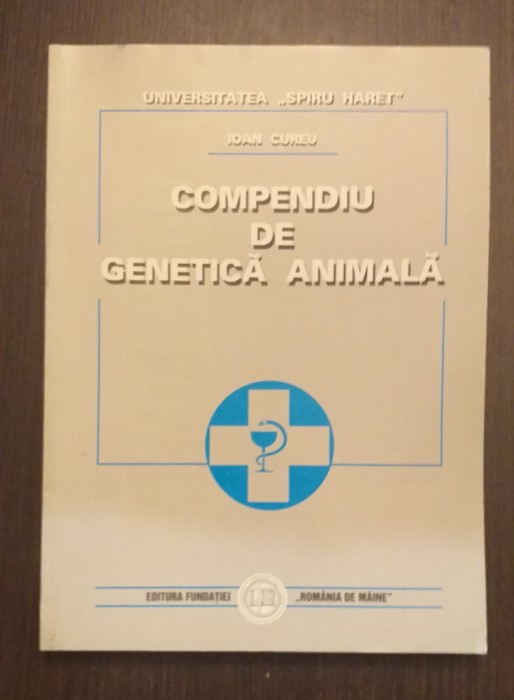 UNIVERSITATEA „SPIRU HARET"
IOAN CUREU
COMPENDIU
DE
GENETICĂ ANIMALĂ
EDITURA FUNDAȚIEI „ROMÂNIA DE MÂINE"